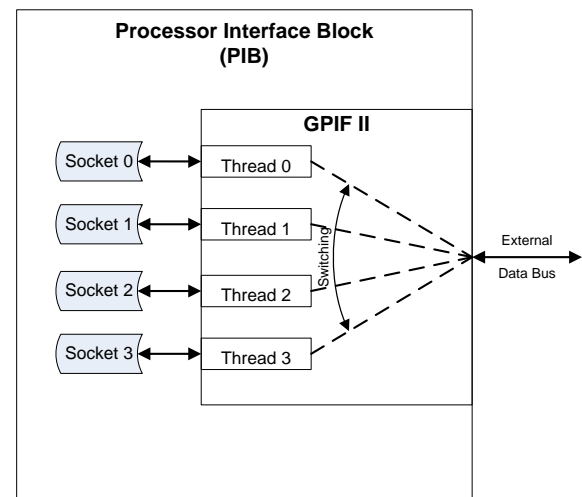 Processor Interface Block
(PIB)
GPIF II
Socket 0
Thread 0
Socket 1
Thread 1
Switching
External
Data Bus
Socket 2
Thread 2
Socket 3
Thread 3